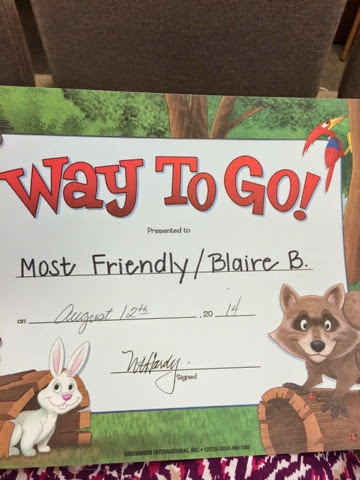 Way To Go!
Presented to
Most Friendly/Blaire B.
on August 12th , 20 14
Signed